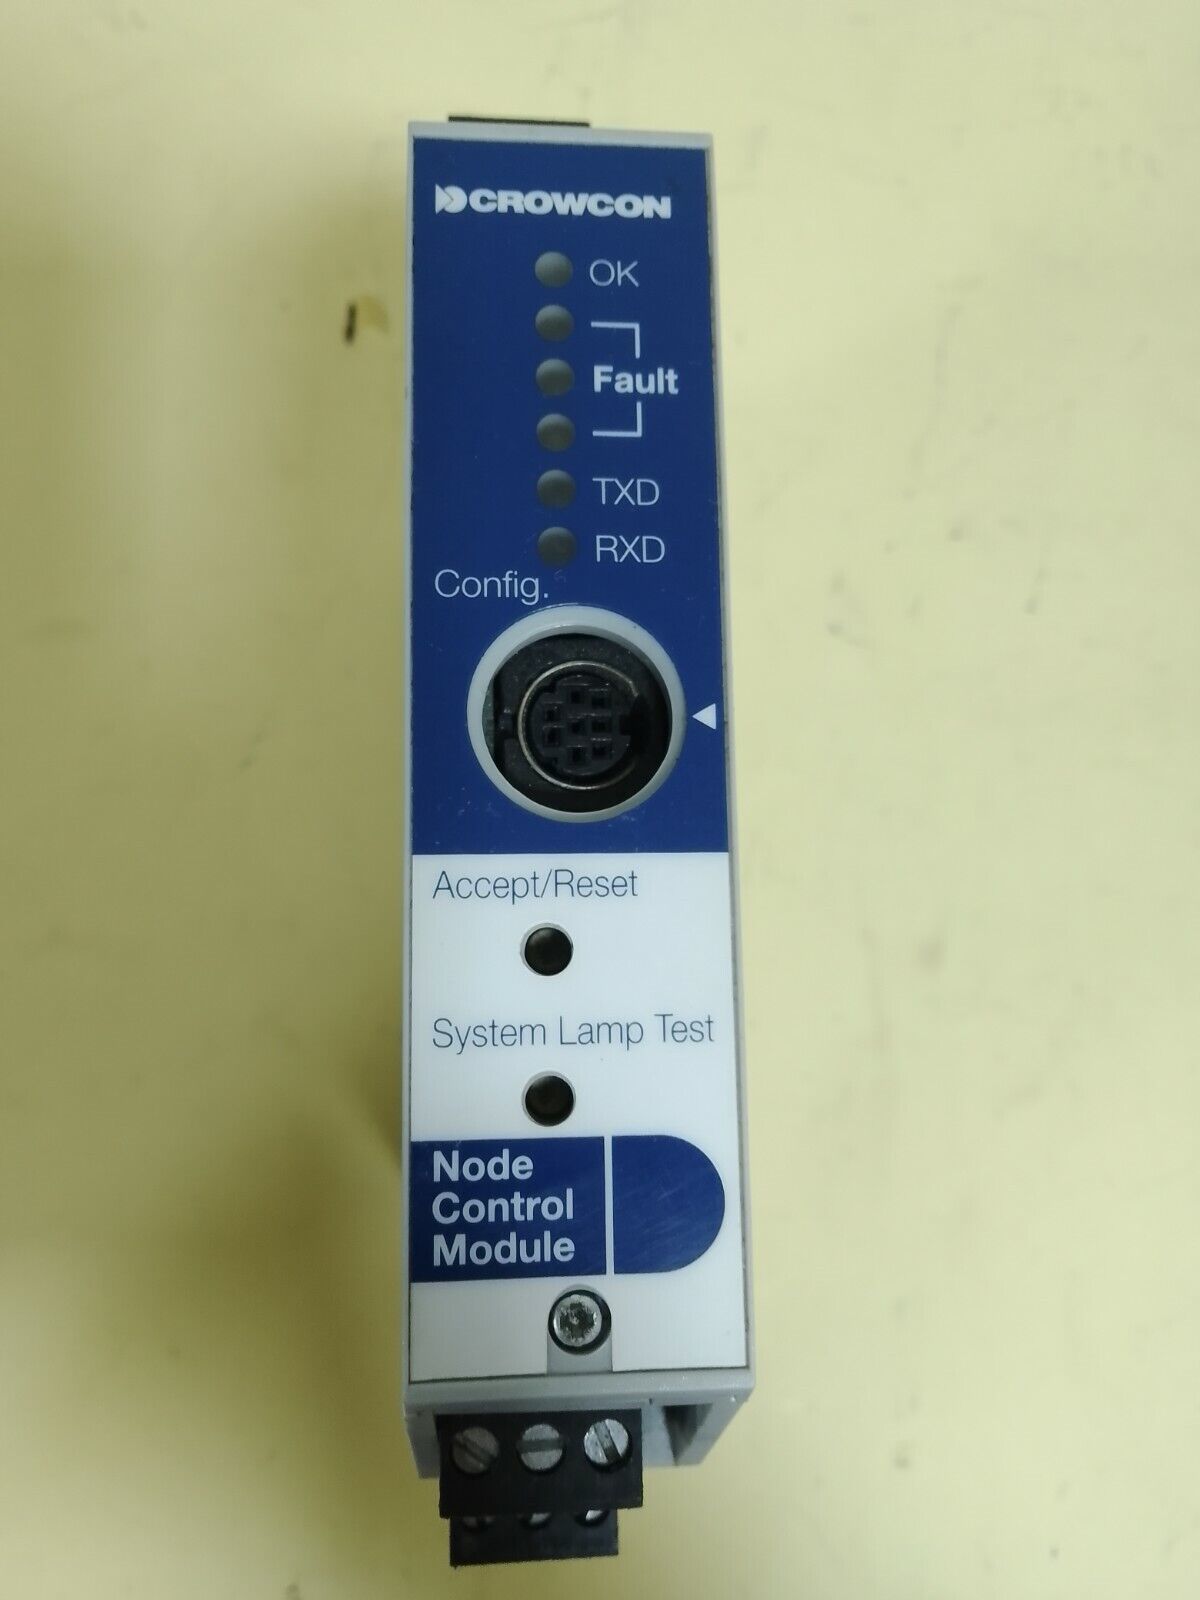 CROWCON
OK
Fault
TXD
RXD
Config.
Accept/Reset
System Lamp Test
Node
Control
Module